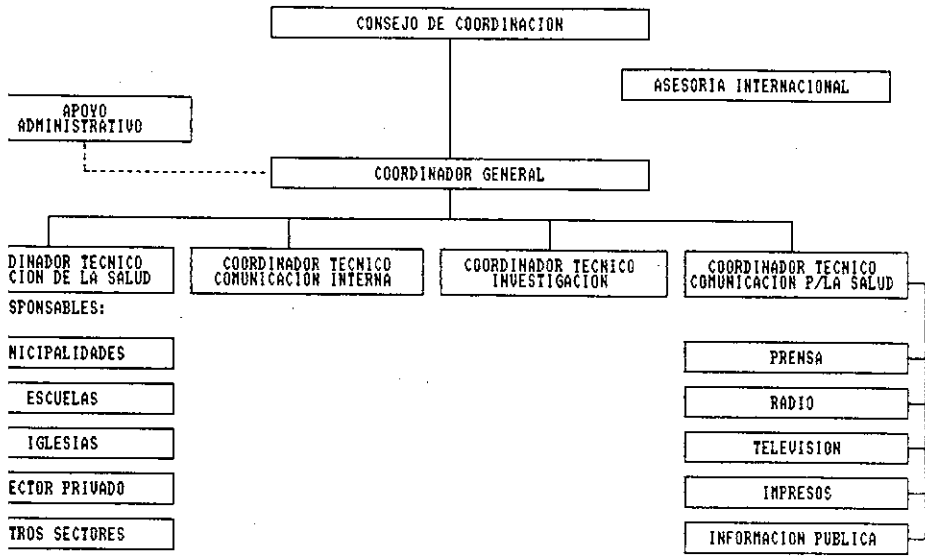 CONSEJO DE COORDINACION
ASESORIA INTERNACIONAL
APOYO
ADMINISTRATIVO
COORDINADOR GENERAL
DINADOR TECNICO
CION DE LA SALUD
COORDINADOR TECNICO
COMUNICACION INTERNA
COORDINADOR TECNICO
INVESTIGACION
COORDINADOR TECNICO
COMUNICACION P/LA SALUD
SPONSABLES:
NICIPALIDADES
ESCUELAS
IGLESIAS
ECTOR PRIVADO
TROS SECTORES
PRENSA
RADIO
TELEVISION
IMPRESOS
INFORMACION PUBLICA